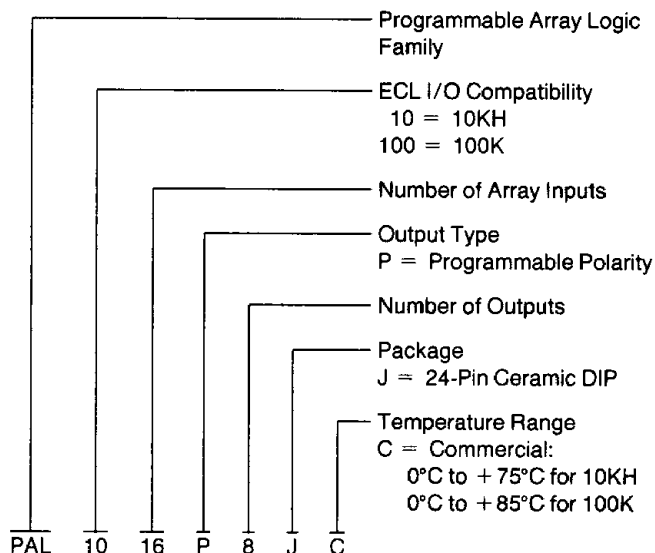 Programmable Array Logic
Family
ECL I/O Compatibility
10 = 10KH
100 = 100K
Number of Array Inputs
Output Type
P = Programmable Polarity
Number of Outputs
Package
J = 24-Pin Ceramic DIP
Temperature Range
C = Commercial:
0°C to +75°C for 10KH
0°C to +85°C for 100K
PAL 10 16 P 8 J C